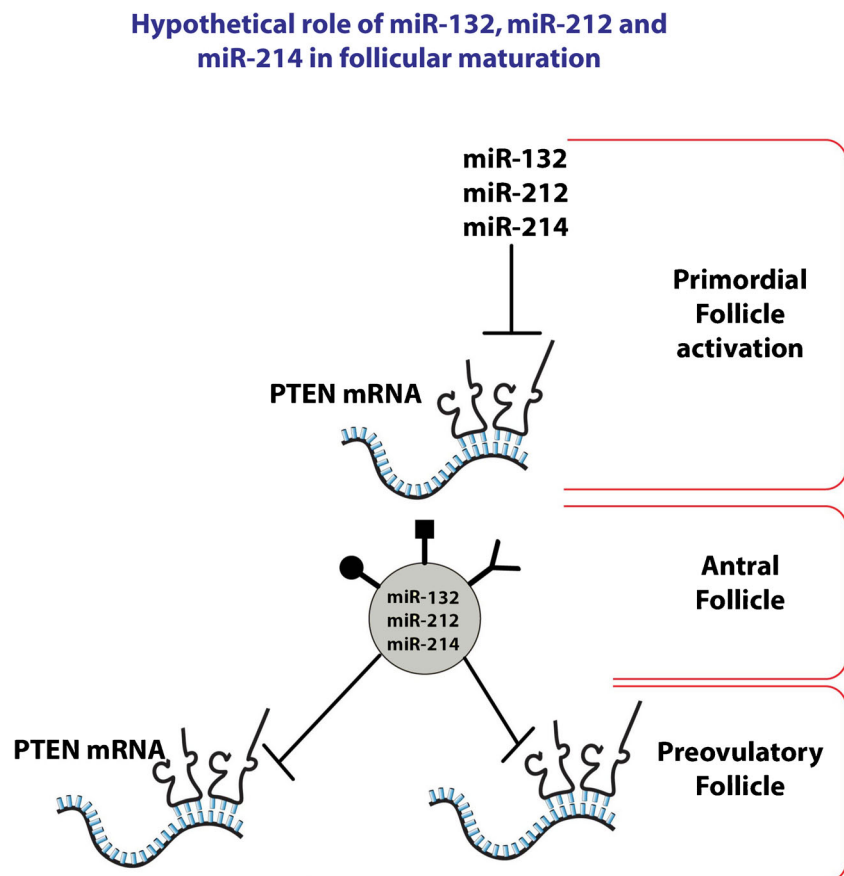 Hypothetical role of miR-132, miR-212 and
miR-214 in follicular maturation
miR-132
miR-212
miR-214
Primordial
Follicle
activation
PTEN mRNA
Antral
Follicle
miR-132
miR-212
miR-214
PTEN mRNA
Preovulatory
Follicle